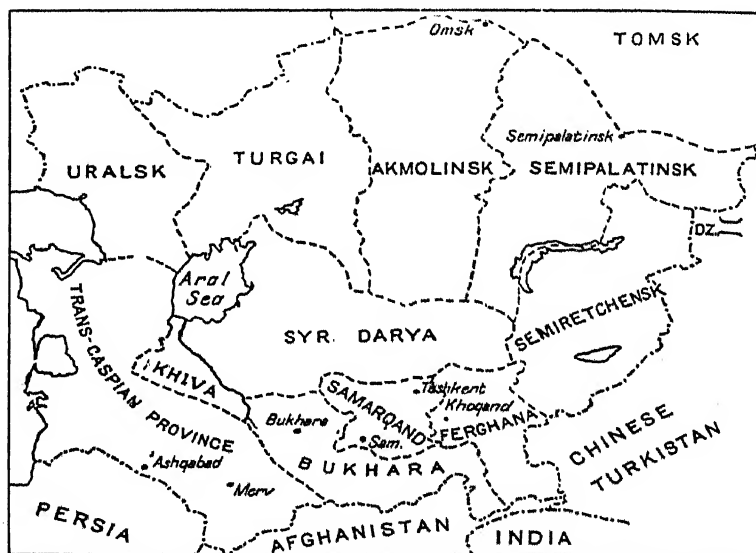 Omsk
TOMSK
Semipalatinsk
URALSK
TURGAI
AKMOLINSK
SEMIPALATINSK
DZ.
Aral
Sea
TRANS-CASPIAN PROVINCE
SYR. DARYA
SEMIRETCHENSK
KHIVA
Tashkent
SAMARQAND
Khoqand
Bukhara
FERGHANA
Sam.
BUKHARA
CHINESE
TURKISTAN
Ashqabad
Merv
PERSIA
AFGHANISTAN
INDIA